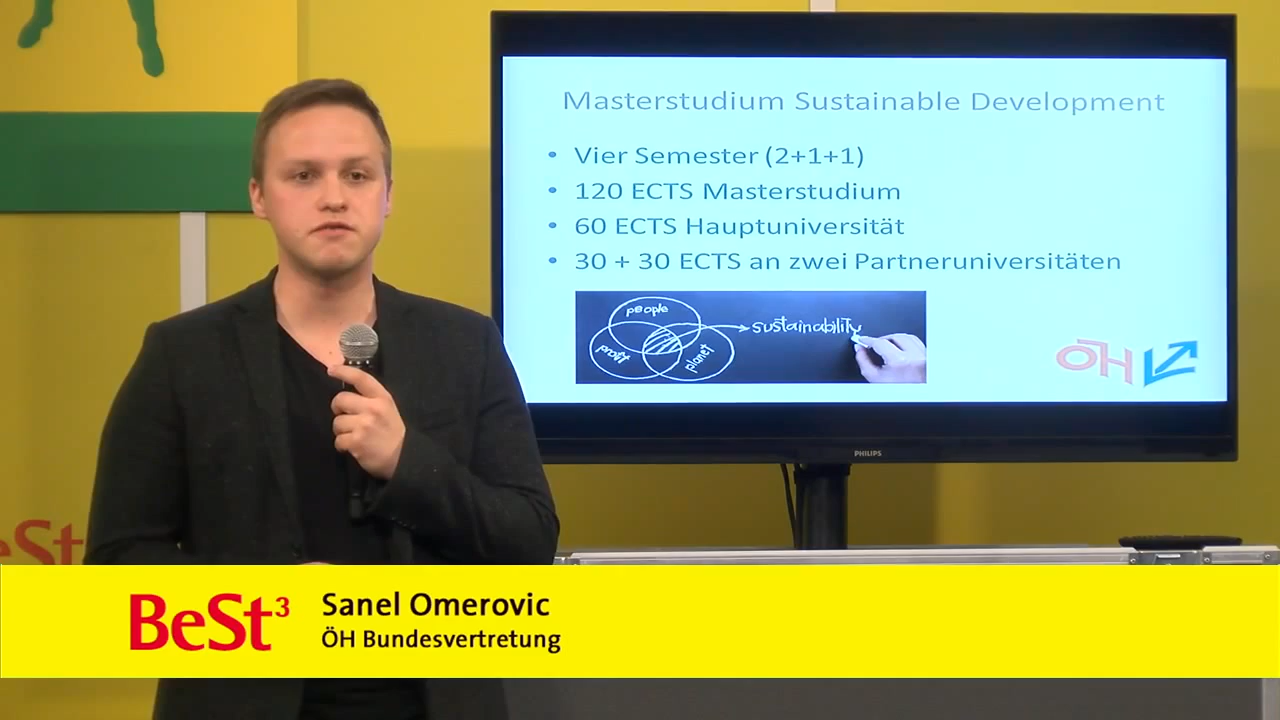 Masterstudium Sustainable Development
• Vier Semester (2+1+1)
• 120 ECTS Masterstudium
• 60 ECTS Hauptuniversität
• 30 + 30 ECTS an zwei Partneruniversitäten
people
profit
planet
sustainability
ÖH
PHILIPS
eSt
BeSt³
Sanel Omerovic
ÖH Bundesvertretung